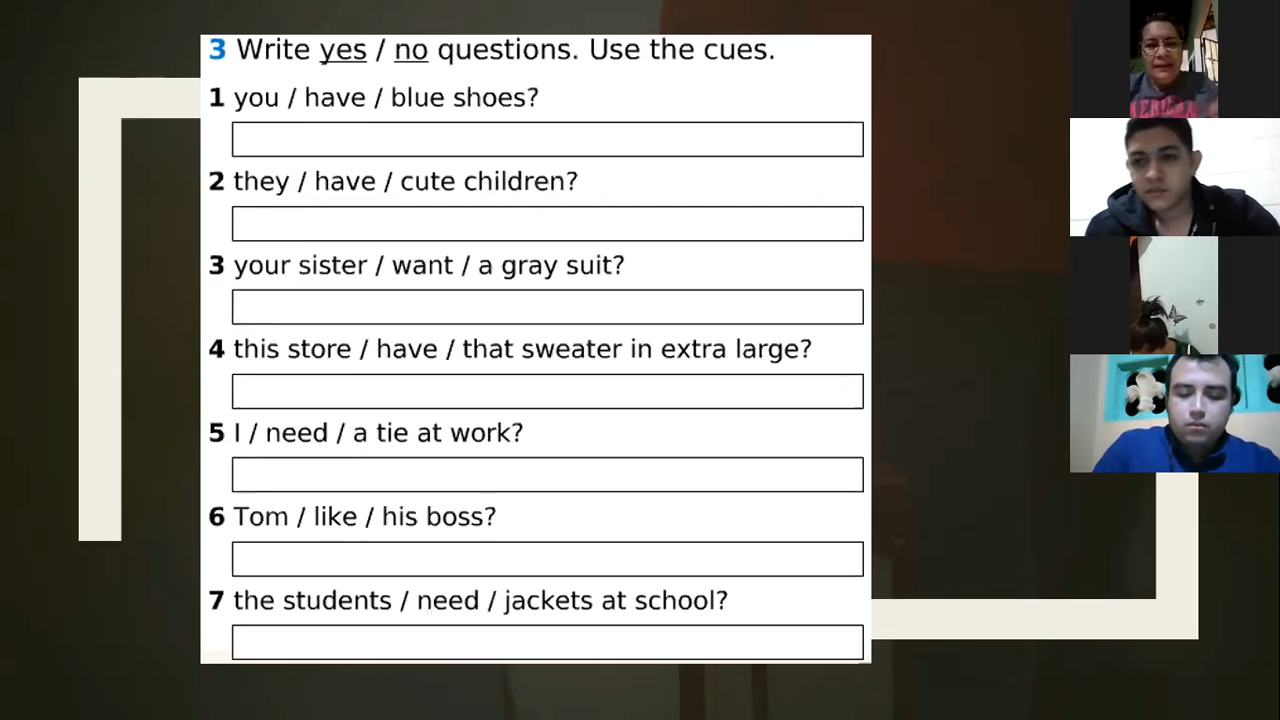 3 Write yes / no questions. Use the cues.
1 you / have / blue shoes?
2 they / have / cute children?
3 your sister / want / a gray suit?
4 this store / have / that sweater in extra large?
5 I / need / a tie at work?
6 Tom / like / his boss?
7 the students / need / jackets at school?